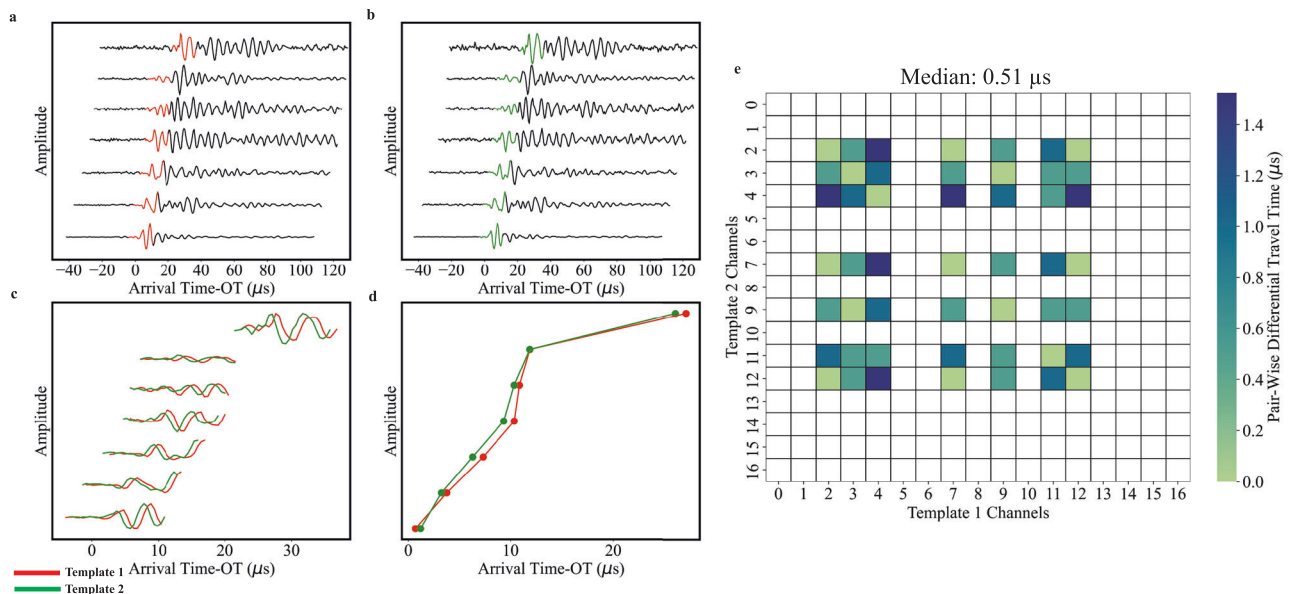 a
Amplitude
−40 −20 0 20 40 60 80 100 120
Arrival Time-OT (μs)
b
Amplitude
−40 −20 0 20 40 60 80 100 120
Arrival Time-OT (μs)
c
Amplitude
0 10 20 30
Arrival Time-OT (μs)
Template 1
Template 2
d
Amplitude
0 10 20
Arrival Time-OT (μs)
e
Median: 0.51 μs
Template 2 Channels
0
1
2
3
4
5
6
7
8
9
10
11
12
13
14
15
16
0 1 2 3 4 5 6 7 8 9 10 11 12 13 14 15 16
Template 1 Channels
1.4
1.2
1.0
0.8
0.6
0.4
0.2
0.0
Pair-Wise Differential Travel Time (μs)